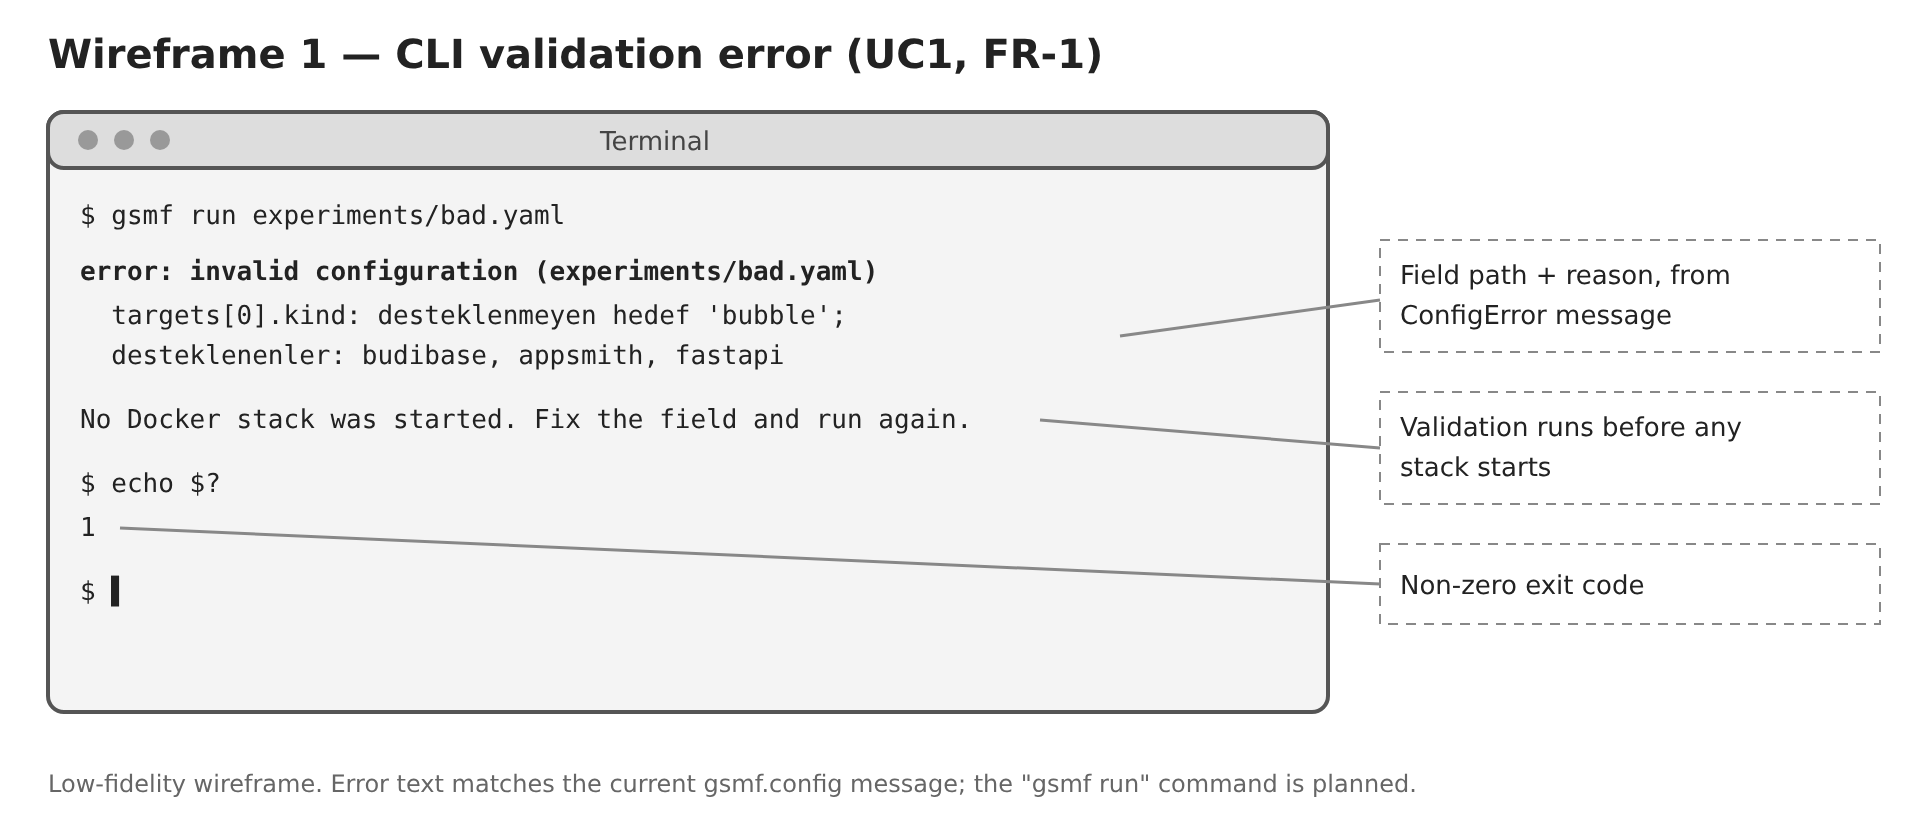 Wireframe 1 — CLI validation error (UC1, FR-1)
Terminal
$ gsmf run experiments/bad.yaml
error: invalid configuration (experiments/bad.yaml)
targets[0].kind: desteklenmeyen hedef 'bubble';
desteklenenler: budibase, appsmith, fastapi
No Docker stack was started. Fix the field and run again.
$ echo $?
1
$
Field path + reason, from
ConfigError message
Validation runs before any
stack starts
Non-zero exit code
Low-fidelity wireframe. Error text matches the current gsmf.config message; the "gsmf run" command is planned.